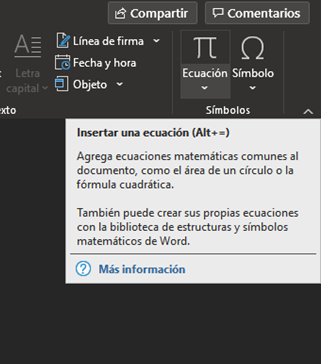 Compartir
Comentarios
Línea de firma
Fecha y hora
Objeto
Letra
capital
Ecuación
Símbolo
Símbolos
Insertar una ecuación (Alt+=)
Agrega ecuaciones matemáticas comunes al
documento, como el área de un círculo o la
fórmula cuadrática.
También puede crear sus propias ecuaciones
con la biblioteca de estructuras y símbolos
matemáticos de Word.
Más información